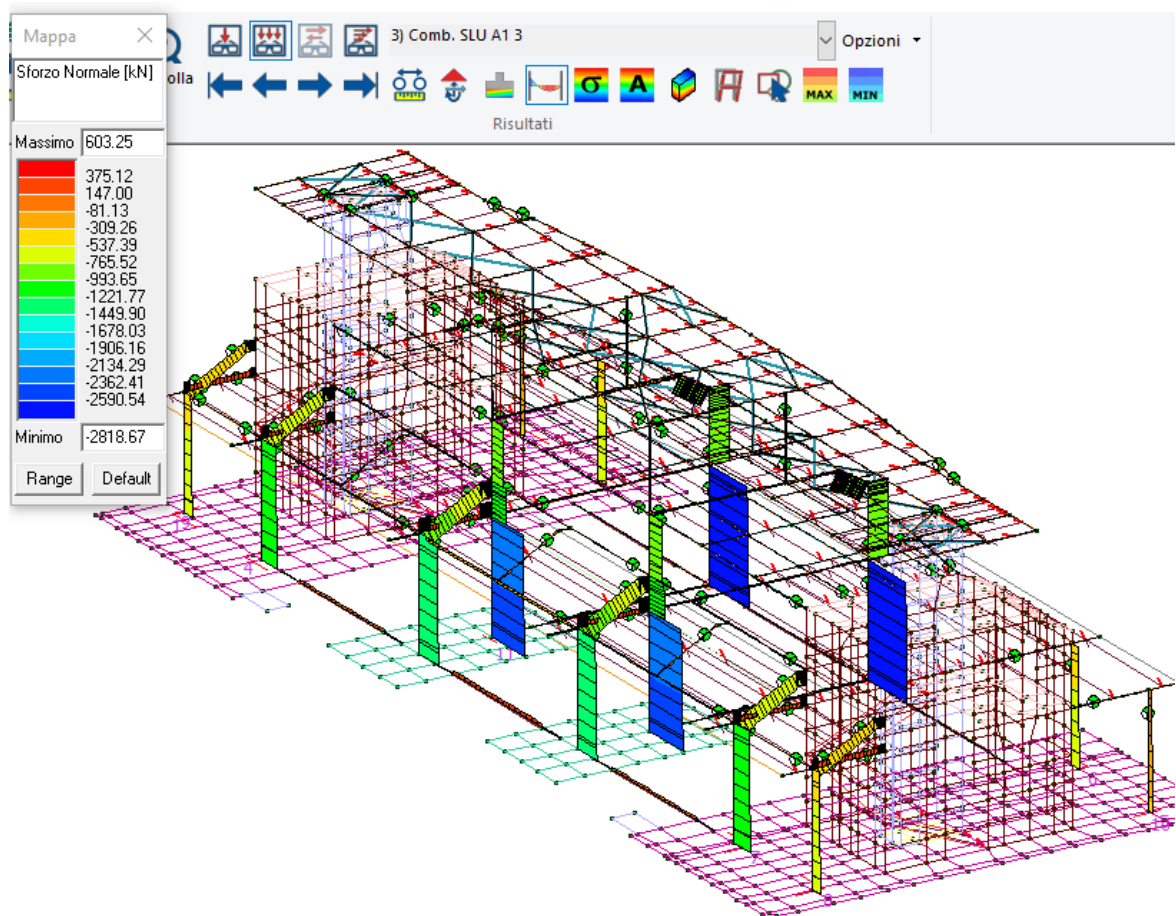 Mappa
Sforzo Normale [kN]
Massimo 603.25
375.12
147.00
-81.13
-309.26
-537.39
-765.52
-993.65
-1221.77
-1449.90
-1678.03
-1906.16
-2134.29
-2362.41
-2590.54
Minimo -2818.67
Range Default
olla
3) Comb. SLU A1 3
Opzioni
σ A MAX MIN
Risultati